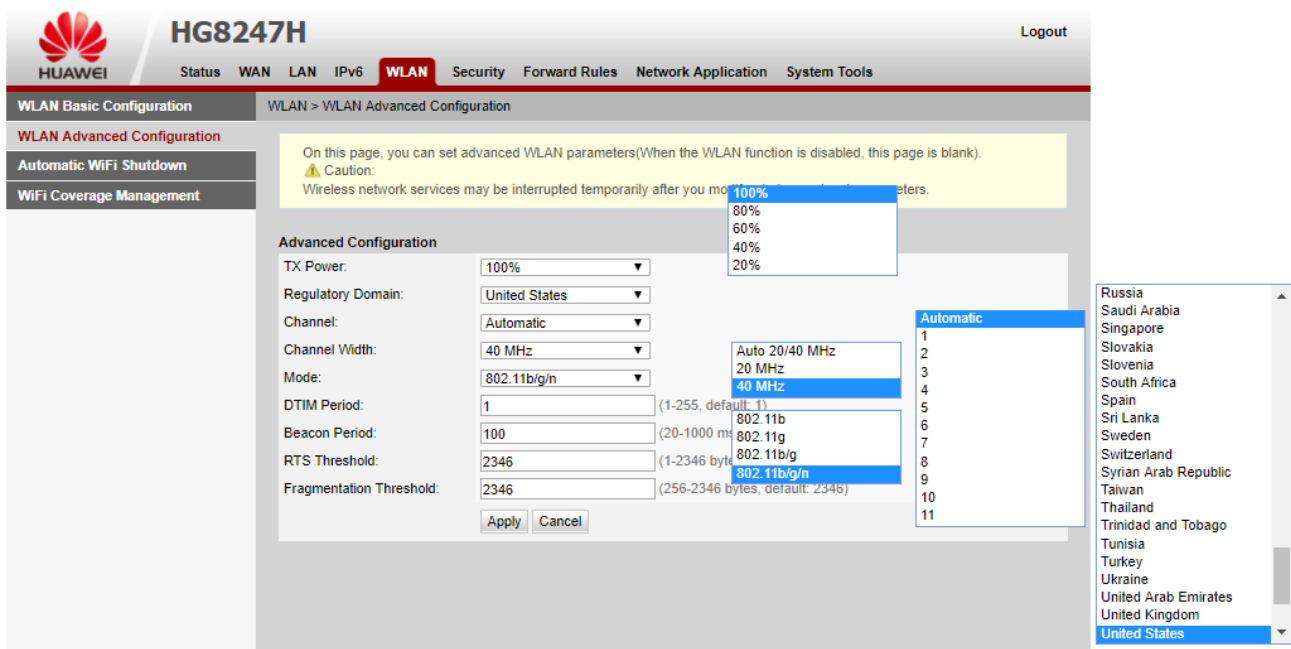 HUAWEI
HG8247H
Logout
Status WAN LAN IPv6 WLAN Security Forward Rules Network Application System Tools
WLAN Basic Configuration
WLAN Advanced Configuration
Automatic WiFi Shutdown
WiFi Coverage Management
WLAN > WLAN Advanced Configuration
On this page, you can set advanced WLAN parameters(When the WLAN function is disabled, this page is blank).
Caution:
Wireless network services may be interrupted temporarily after you
Advanced Configuration
TX Power: 100%
Regulatory Domain: United States
Channel: Automatic
Channel Width: 40 MHz
Mode: 802.11b/g/n
DTIM Period: 1 (1-255, default: 1)
Beacon Period: 100 (20-1000
RTS Threshold: 2346 (1-2346
Fragmentation Threshold: 2346 (256-2346 bytes, default: 2346)
Apply Cancel
100%
80%
60%
40%
20%
Auto 20/40 MHz
20 MHz
40 MHz
802.11b
802.11g
802.11b/g
802.11b/g/n
Automatic
1
2
3
4
5
6
7
8
9
10
11
Russia
Saudi Arabia
Singapore
Slovakia
Slovenia
South Africa
Spain
Sri Lanka
Sweden
Switzerland
Syrian Arab Republic
Taiwan
Thailand
Trinidad and Tobago
Tunisia
Turkey
Ukraine
United Arab Emirates
United Kingdom
United States